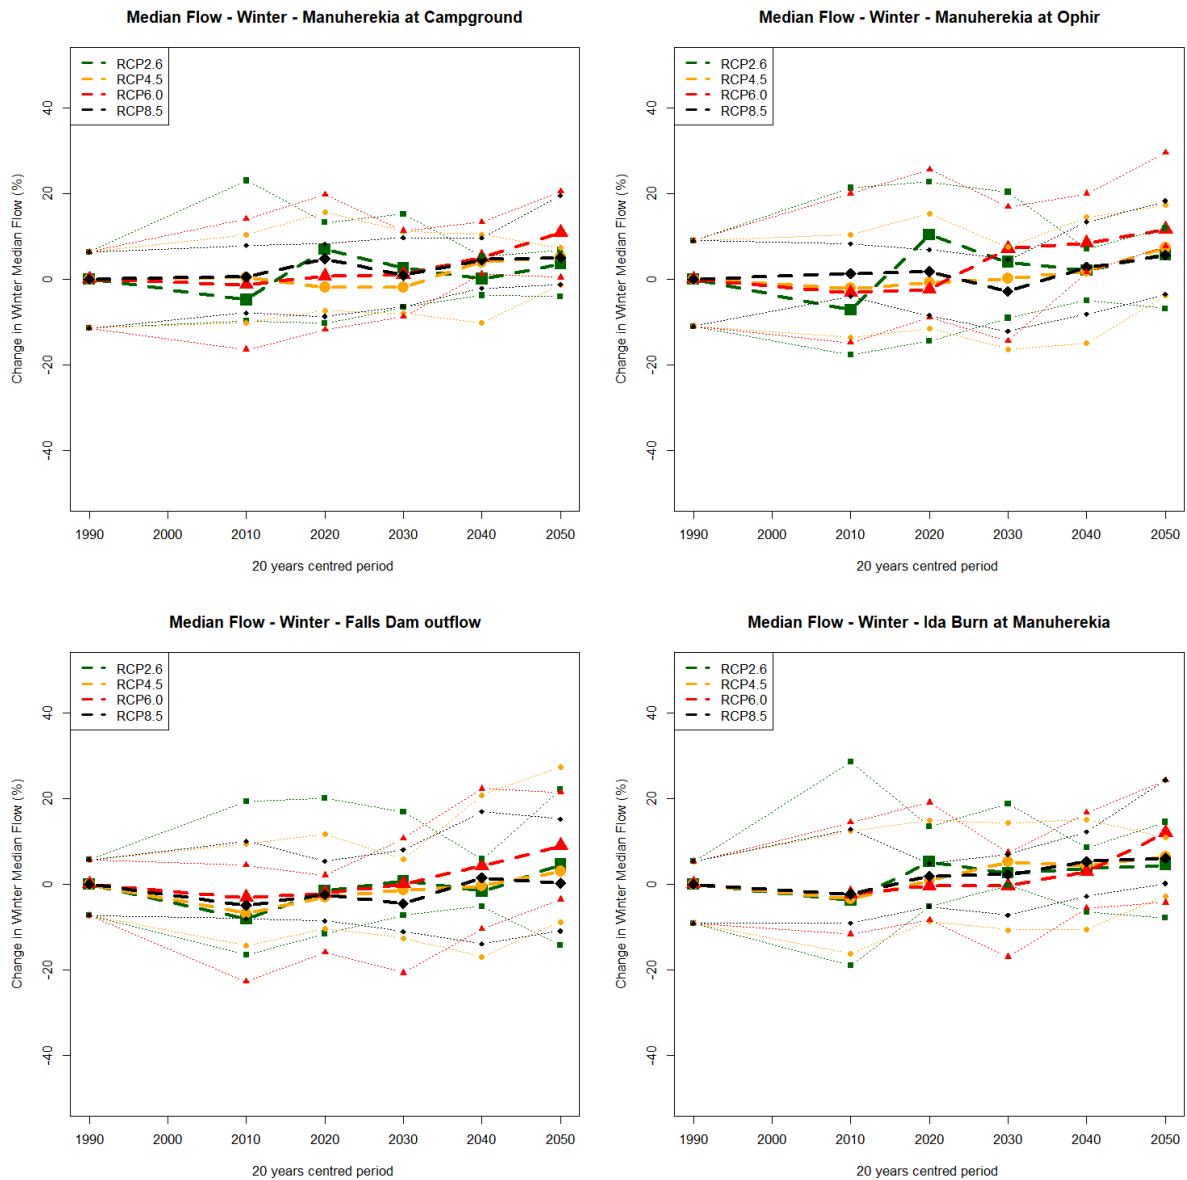 Median Flow - Winter - Manuherekia at Campground
RCP2.6
RCP4.5
RCP6.0
RCP8.5
Change in Winter Median Flow (%)
40
20
0
-20
-40
1990 2000 2010 2020 2030 2040 2050
20 years centred period
Median Flow - Winter - Manuherekia at Ophir
RCP2.6
RCP4.5
RCP6.0
RCP8.5
Change in Winter Median Flow (%)
40
20
0
-20
-40
1990 2000 2010 2020 2030 2040 2050
20 years centred period
Median Flow - Winter - Falls Dam outflow
RCP2.6
RCP4.5
RCP6.0
RCP8.5
Change in Winter Median Flow (%)
40
20
0
-20
-40
1990 2000 2010 2020 2030 2040 2050
20 years centred period
Median Flow - Winter - Ida Burn at Manuherekia
RCP2.6
RCP4.5
RCP6.0
RCP8.5
Change in Winter Median Flow (%)
40
20
0
-20
-40
1990 2000 2010 2020 2030 2040 2050
20 years centred period